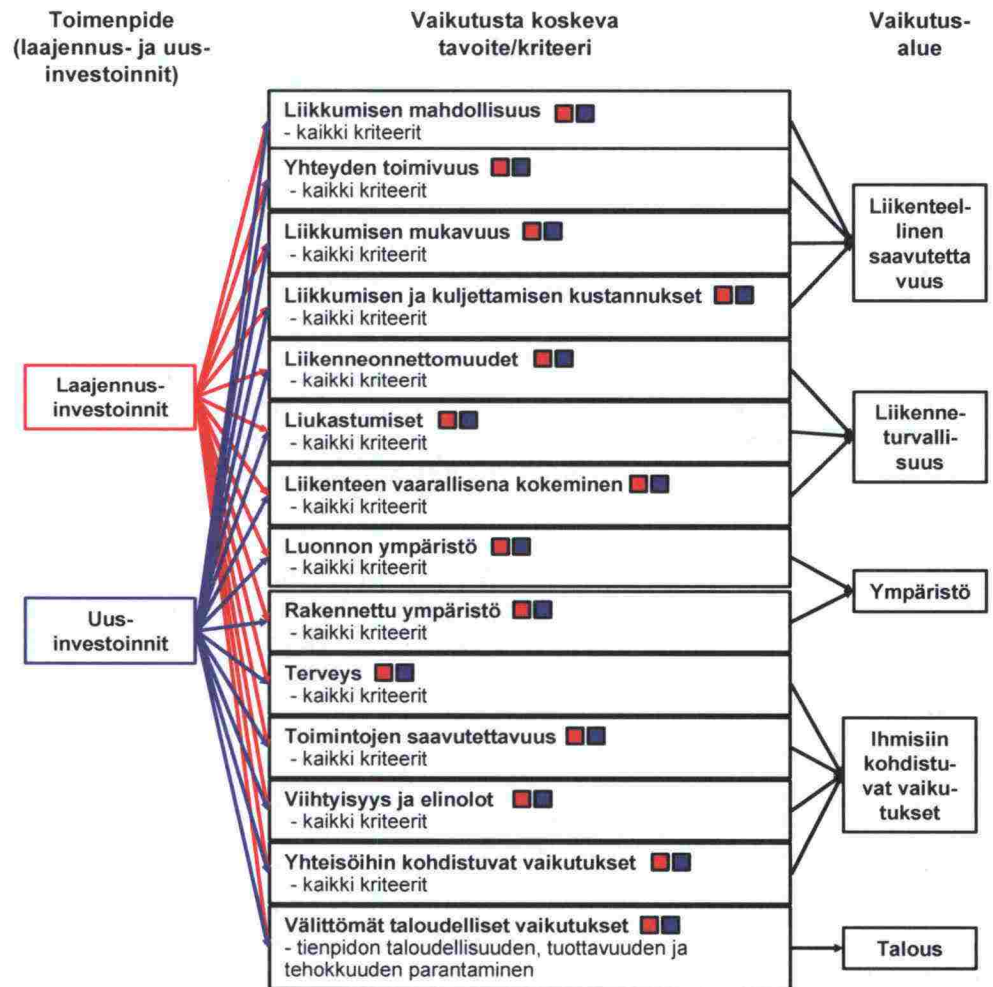 Toimenpide
(laajennus- ja uus-
investoinnit)
Vaikutusta koskeva
tavoite/kriteeri
Vaikutus-
alue
Laajennus-
investoinnit
Uus-
investoinnit
Liikkumisen mahdollisuus
- kaikki kriteerit
Yhteyden toimivuus
- kaikki kriteerit
Liikkumisen mukavuus
- kaikki kriteerit
Liikkumisen ja kuljettamisen kustannukset
- kaikki kriteerit
Liikenneonnettomuudet
- kaikki kriteerit
Liukastumiset
- kaikki kriteerit
Liikenteen vaarallisena kokeminen
- kaikki kriteerit
Luonnon ympäristö
- kaikki kriteerit
Rakennettu ympäristö
- kaikki kriteerit
Terveys
- kaikki kriteerit
Toimintojen saavutettavuus
- kaikki kriteerit
Viihtyisyys ja elinolot
- kaikki kriteerit
Yhteisöihin kohdistuvat vaikutukset
- kaikki kriteerit
Välittömät taloudelliset vaikutukset
- tienpidon taloudellisuuden, tuottavuuden ja
tehokkuuden parantaminen
Liikenteel-
linen
saavutetta
vuus
Liikenne-
turvalli-
suus
Ympäristö
Ihmisiin
kohdistu-
vat vaiku-
tukset
Talous